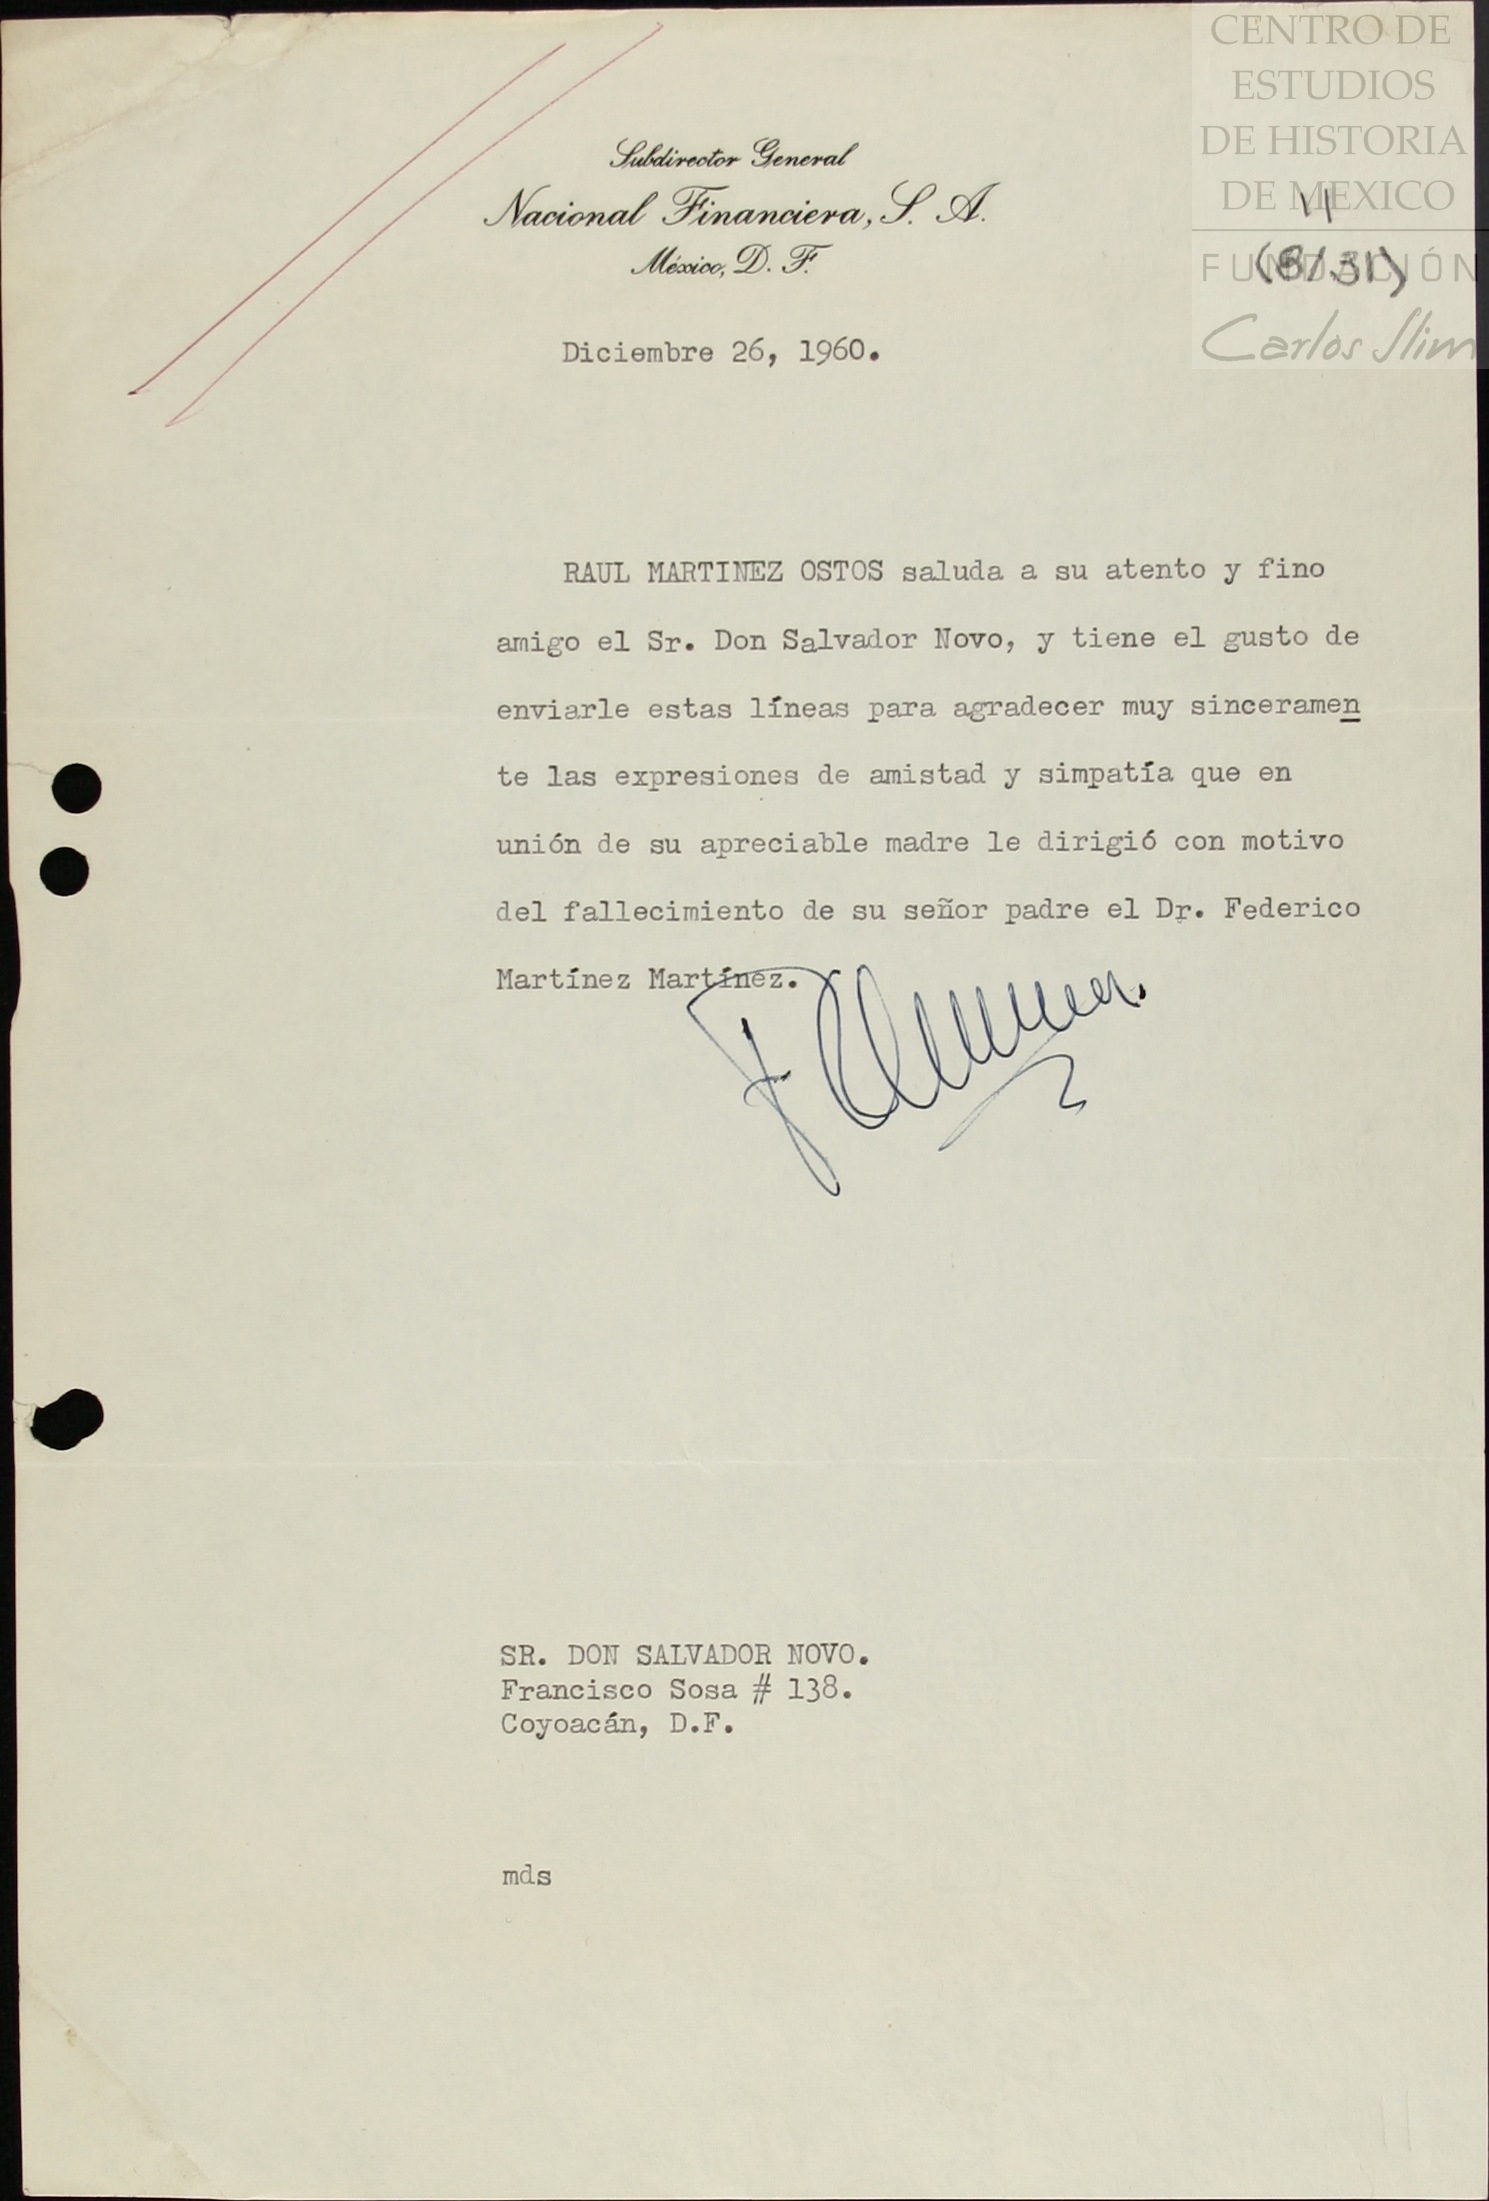 CENTRO DE
ESTUDIOS
DE HISTORIA
DE MEXICO
11
FUNDACIÓN
(8/31)
Carlos Slim
Subdirector General
Nacional Financiera, S. A.
México, D. F.
Diciembre 26, 1960.
RAUL MARTINEZ OSTOS saluda a su atento y fino
amigo el Sr. Don Salvador Novo, y tiene el gusto de
enviarle estas líneas para agradecer muy sinceramen
te las expresiones de amistad y simpatía que en
unión de su apreciable madre le dirigió con motivo
del fallecimiento de su señor padre el Dr. Federico
Martínez Martínez.
SR. DON SALVADOR NOVO.
Francisco Sosa # 138.
Coyoacán, D.F.
mds